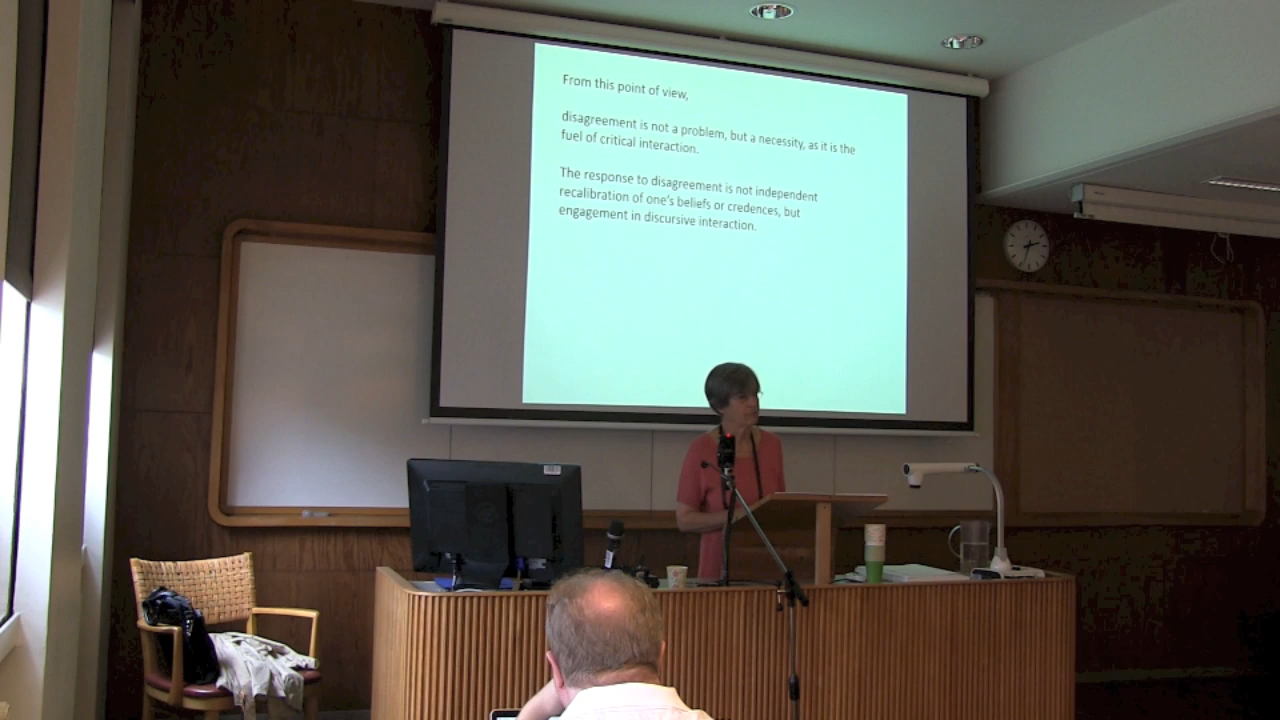 From this point of view,
disagreement is not a problem, but a necessity, as it is the
fuel of critical interaction.
The response to disagreement is not independent
recalibration of one's beliefs or credences, but
engagement in discursive interaction.